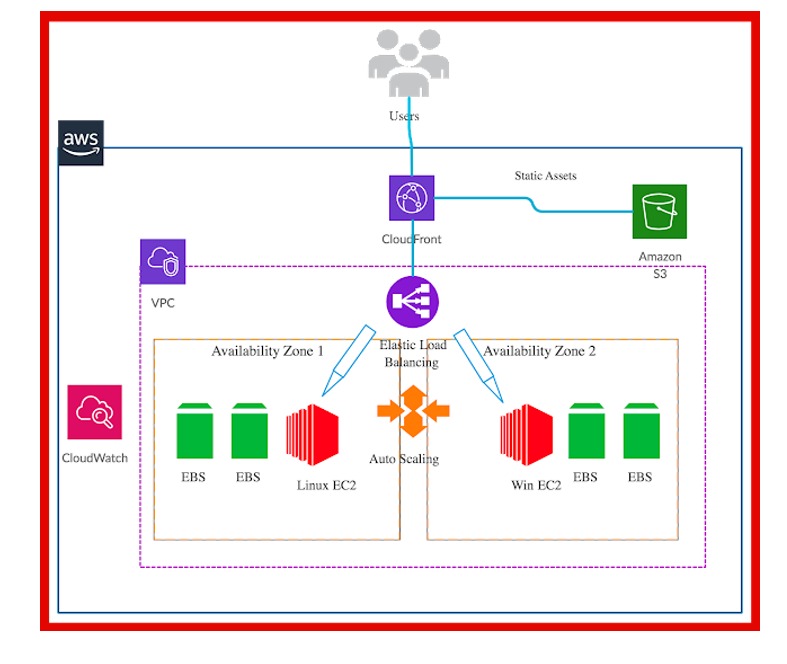 Users
aws
Static Assets
CloudFront
Amazon
S3
VPC
Elastic Load
Balancing
Availability Zone 1
Availability Zone 2
CloudWatch
Auto Scaling
EBS
EBS
Linux EC2
Win EC2
EBS
EBS